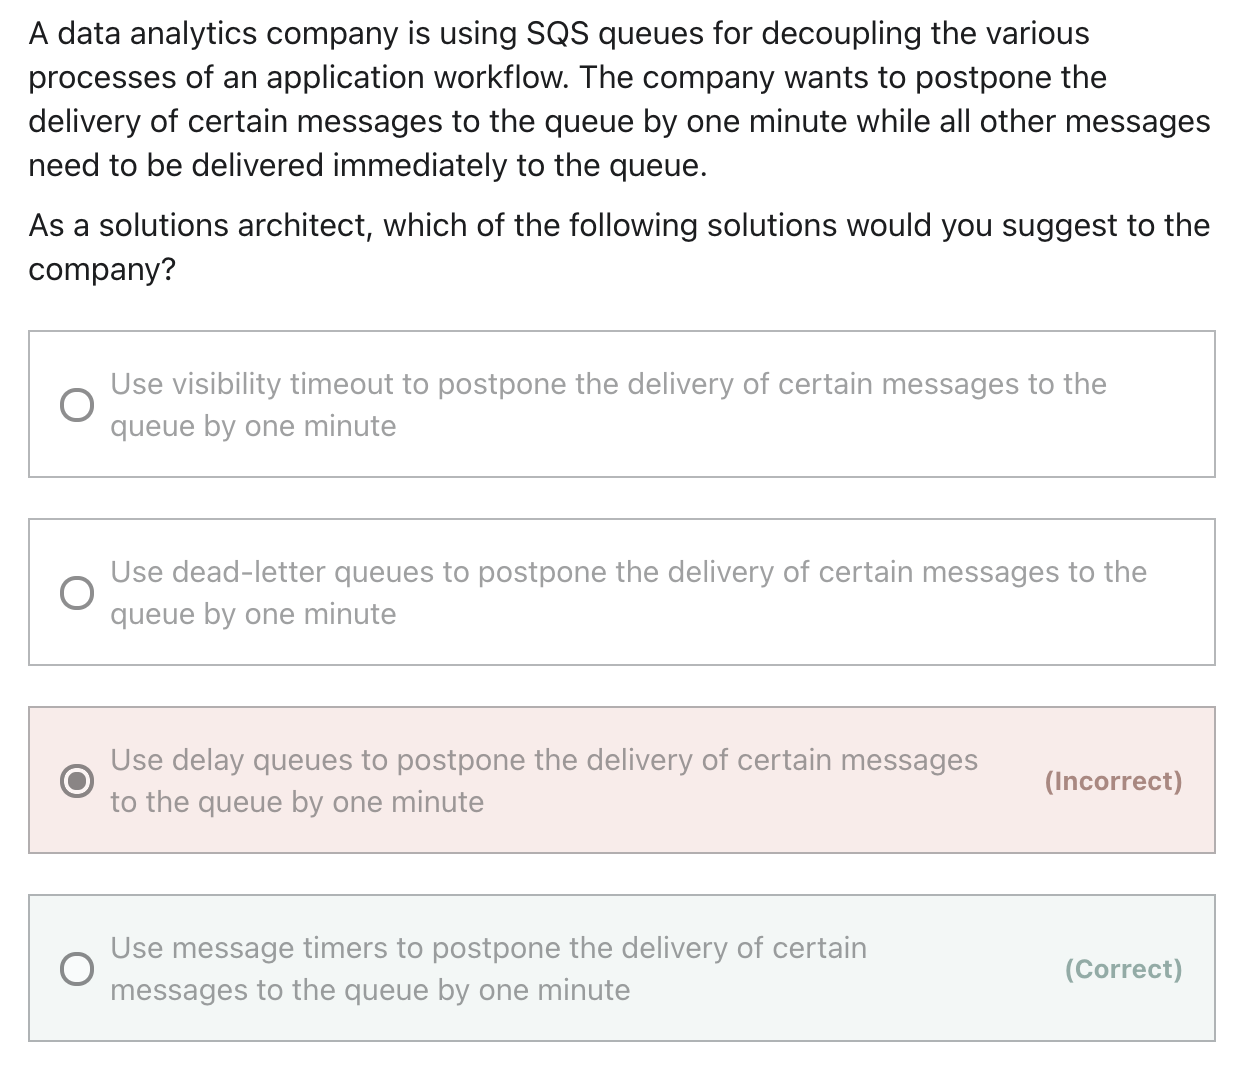 A data analytics company is using SQS queues for decoupling the various
processes of an application workflow. The company wants to postpone the
delivery of certain messages to the queue by one minute while all other messages
need to be delivered immediately to the queue.
As a solutions architect, which of the following solutions would you suggest to the
company?
Use visibility timeout to postpone the delivery of certain messages to the
queue by one minute
Use dead-letter queues to postpone the delivery of certain messages to the
queue by one minute
Use delay queues to postpone the delivery of certain messages
to the queue by one minute
(Incorrect)
Use message timers to postpone the delivery of certain
messages to the queue by one minute
(Correct)